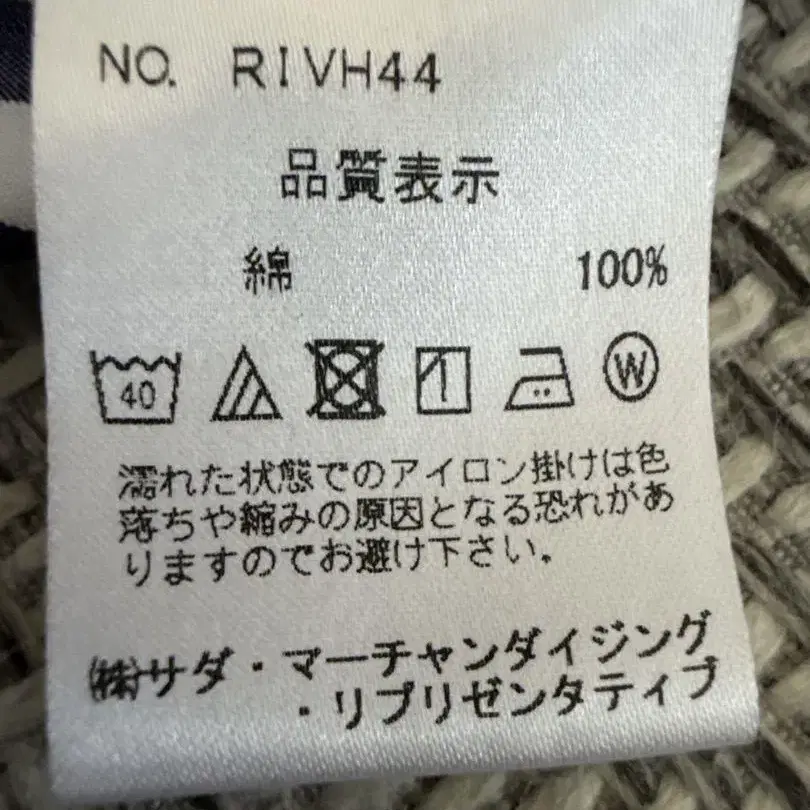 NO. RIVH44
品質表示
綿 100%
40 W
濡れた状態でのアイロン掛けは色
落ちや縮みの原因となる恐れがあ
りますのでお避け下さい。
㈱サダ・マーチャンダイジング
・リプリゼンタティブ